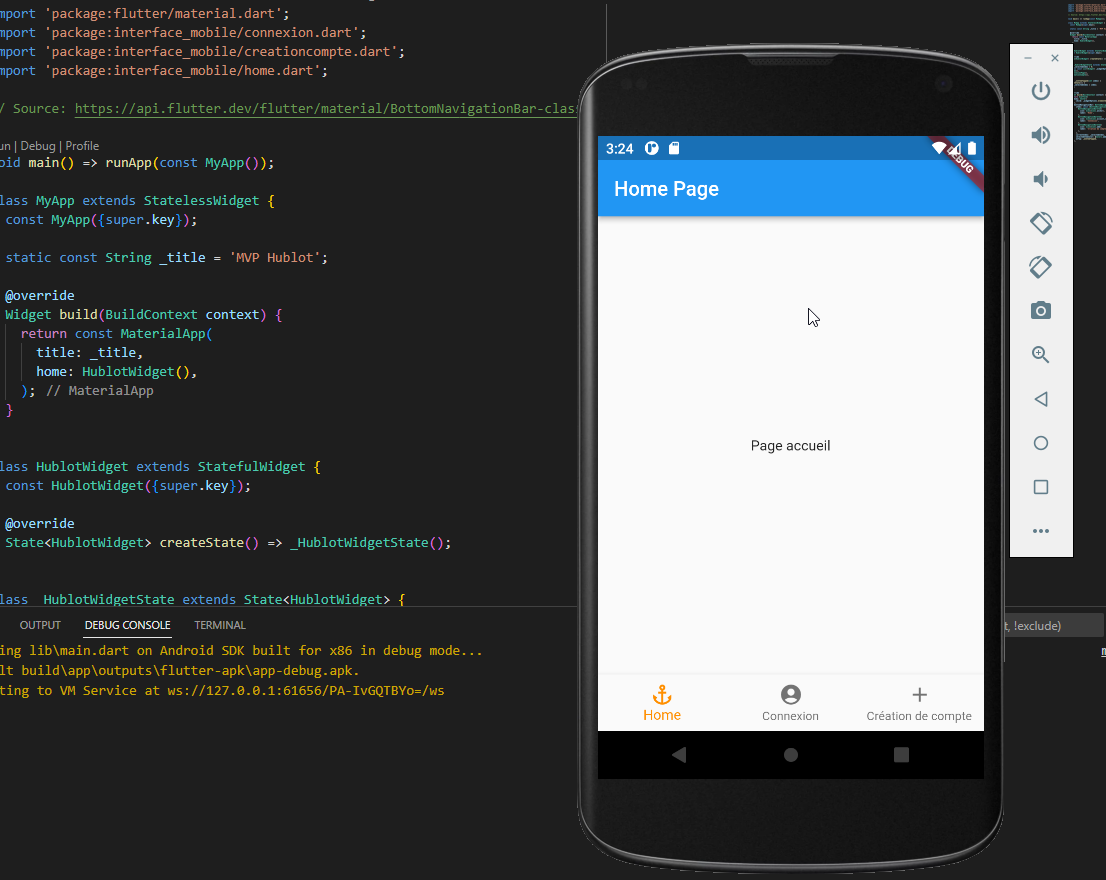 mport 'package:flutter/material.dart';
mport 'package:interface_mobile/connexion.dart';
mport 'package:interface_mobile/creationcompte.dart';
mport 'package:interface_mobile/home.dart';
/ Source: https://api.flutter.dev/flutter/material/BottomNavigationBar-clas
un | Debug | Profile
oid main() => runApp(const MyApp());
lass MyApp extends StatelessWidget {
const MyApp({super.key});
static const String _title = 'MVP Hublot';
@override
Widget build(BuildContext context) {
return const MaterialApp(
title: _title,
home: HublotWidget(),
); // MaterialApp
}
lass HublotWidget extends StatefulWidget {
const HublotWidget({super.key});
@override
State<HublotWidget> createState() => _HublotWidgetState();
lass _HublotWidgetState extends State<HublotWidget> {
OUTPUT
DEBUG CONSOLE
TERMINAL
t, !exclude)
ing lib\main.dart on Android SDK built for x86 in debug mode...
lt build\app\outputs\flutter-apk\app-debug.apk.
ting to VM Service at ws://127.0.0.1:61656/PA-IvGQTBYo=/ws
3:24
DEBUG
Home Page
Page accueil
Home
Connexion
Création de compte